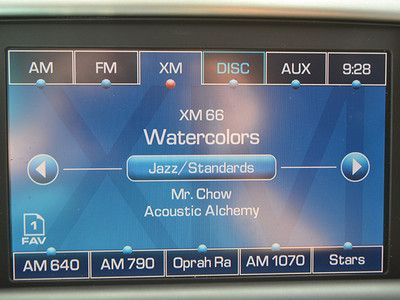 AM FM XM DISC AUX 9:28
XM 66
Watercolors
Jazz/Standards
Mr. Chow
Acoustic Alchemy
1
FAV
AM 640 AM 790 Oprah Ra AM 1070 Stars